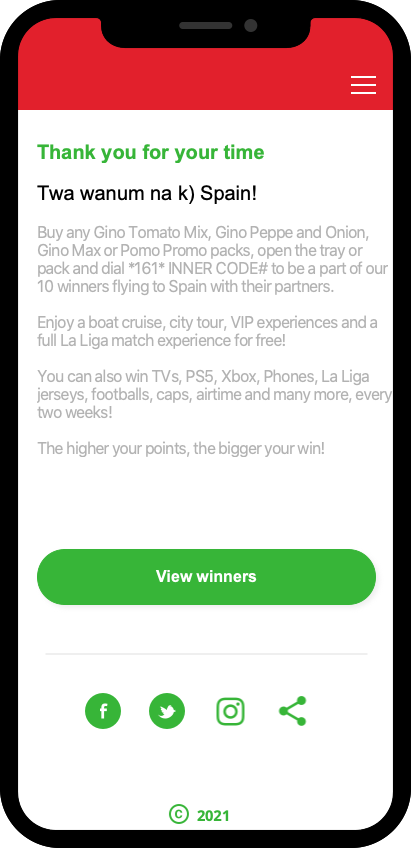 Thank you for your time
Twa wanum na k) Spain!
Buy any Gino Tomato Mix, Gino Peppe and Onion,
Gino Max or Pomo Promo packs, open the tray or
pack and dial *161* INNER CODE# to be a part of our
10 winners flying to Spain with their partners.
Enjoy a boat cruise, city tour, VIP experiences and a
full La Liga match experience for free!
You can also win TVs, PS5, Xbox, Phones, La Liga
jerseys, footballs, caps, airtime and many more, every
two weeks!
The higher your points, the bigger your win!
View winners
© 2021